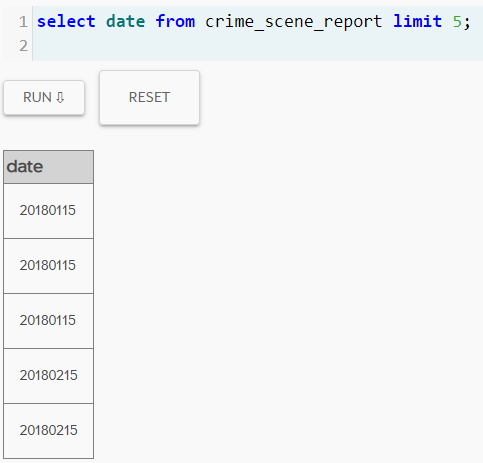 1 select date from crime_scene_report limit 5;
2
RUN ⇩ RESET
date
20180115
20180115
20180115
20180215
20180215